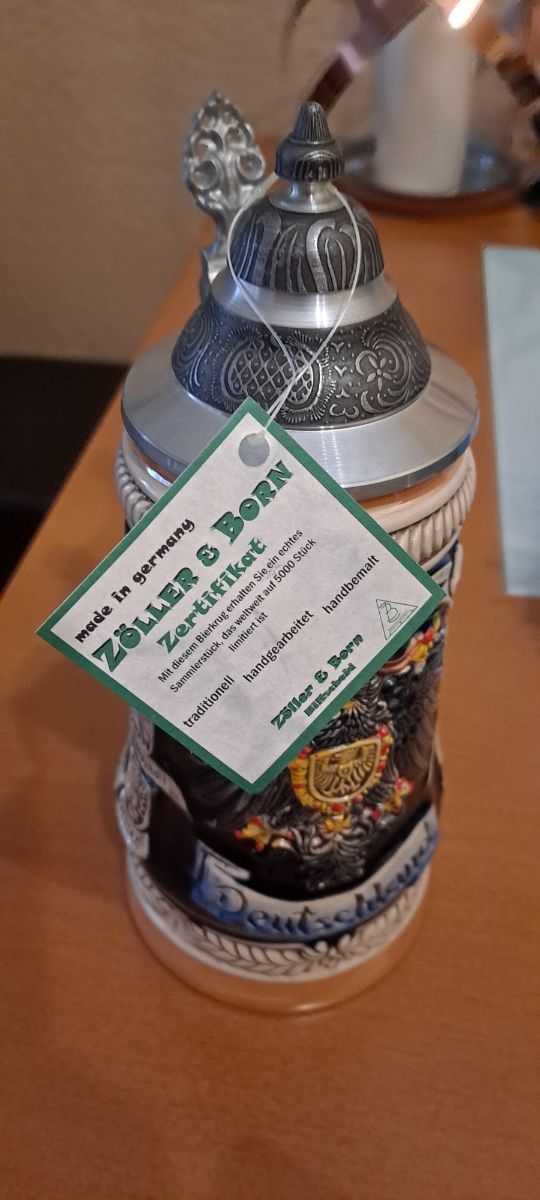 made in germany
ZÖLLER & BORN
Zertifikat
Mit diesem Bierkrug erhalten Sie ein echtes
Sammlerstück, das weltweit auf 5000 Stück
limitiert ist
traditionell handgearbeitet handbemalt
Zöller & Born
Hillscheid
B
Deutschland